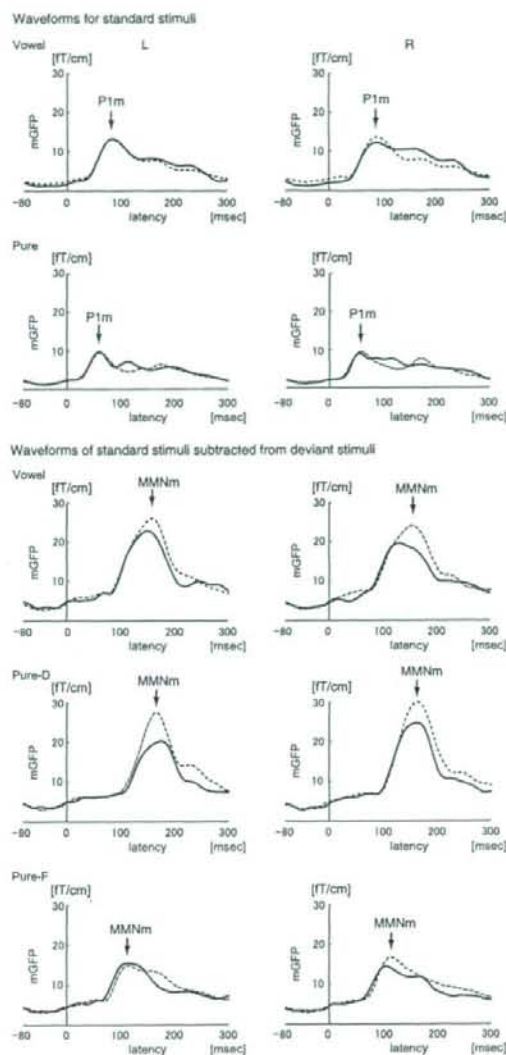 Waveforms for standard stimuli
Vowel L R
[fT/cm] [fT/cm]
30 30
P1m P1m
20 20
mGFP mGFP
10 10
-80 0 100 200 300 -80 0 100 200 300
latency [msec] latency [msec]
Pure
[fT/cm] [fT/cm]
30 30
P1m P1m
20 20
mGFP mGFP
10 10
-80 0 100 200 300 -80 0 100 200 300
latency [msec] latency [msec]
Waveforms of standard stimuli subtracted from deviant stimuli
Vowel
[fT/cm] MMNm [fT/cm] MMNm
30 30
20 20
mGFP mGFP
10 10
-80 0 100 200 300 -80 0 100 200 300
latency [msec] latency [msec]
Pure-D
[fT/cm] MMNm [fT/cm] MMNm
30 30
20 20
mGFP mGFP
10 10
-80 0 100 200 300 -80 0 100 200 300
latency [msec] latency [msec]
Pure-F
[fT/cm] [fT/cm]
30 30
MMNm MMNm
20 20
mGFP mGFP
10 10
-80 0 100 200 300 -80 0 100 200 300
latency [msec] latency [msec]